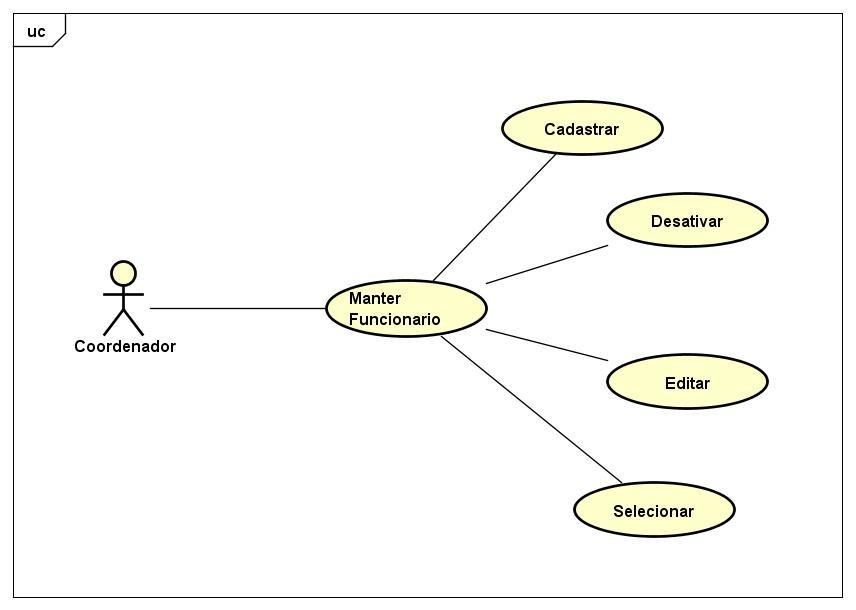 uc
Cadastrar
Desativar
Manter
Funcionario
Coordenador
Editar
Selecionar